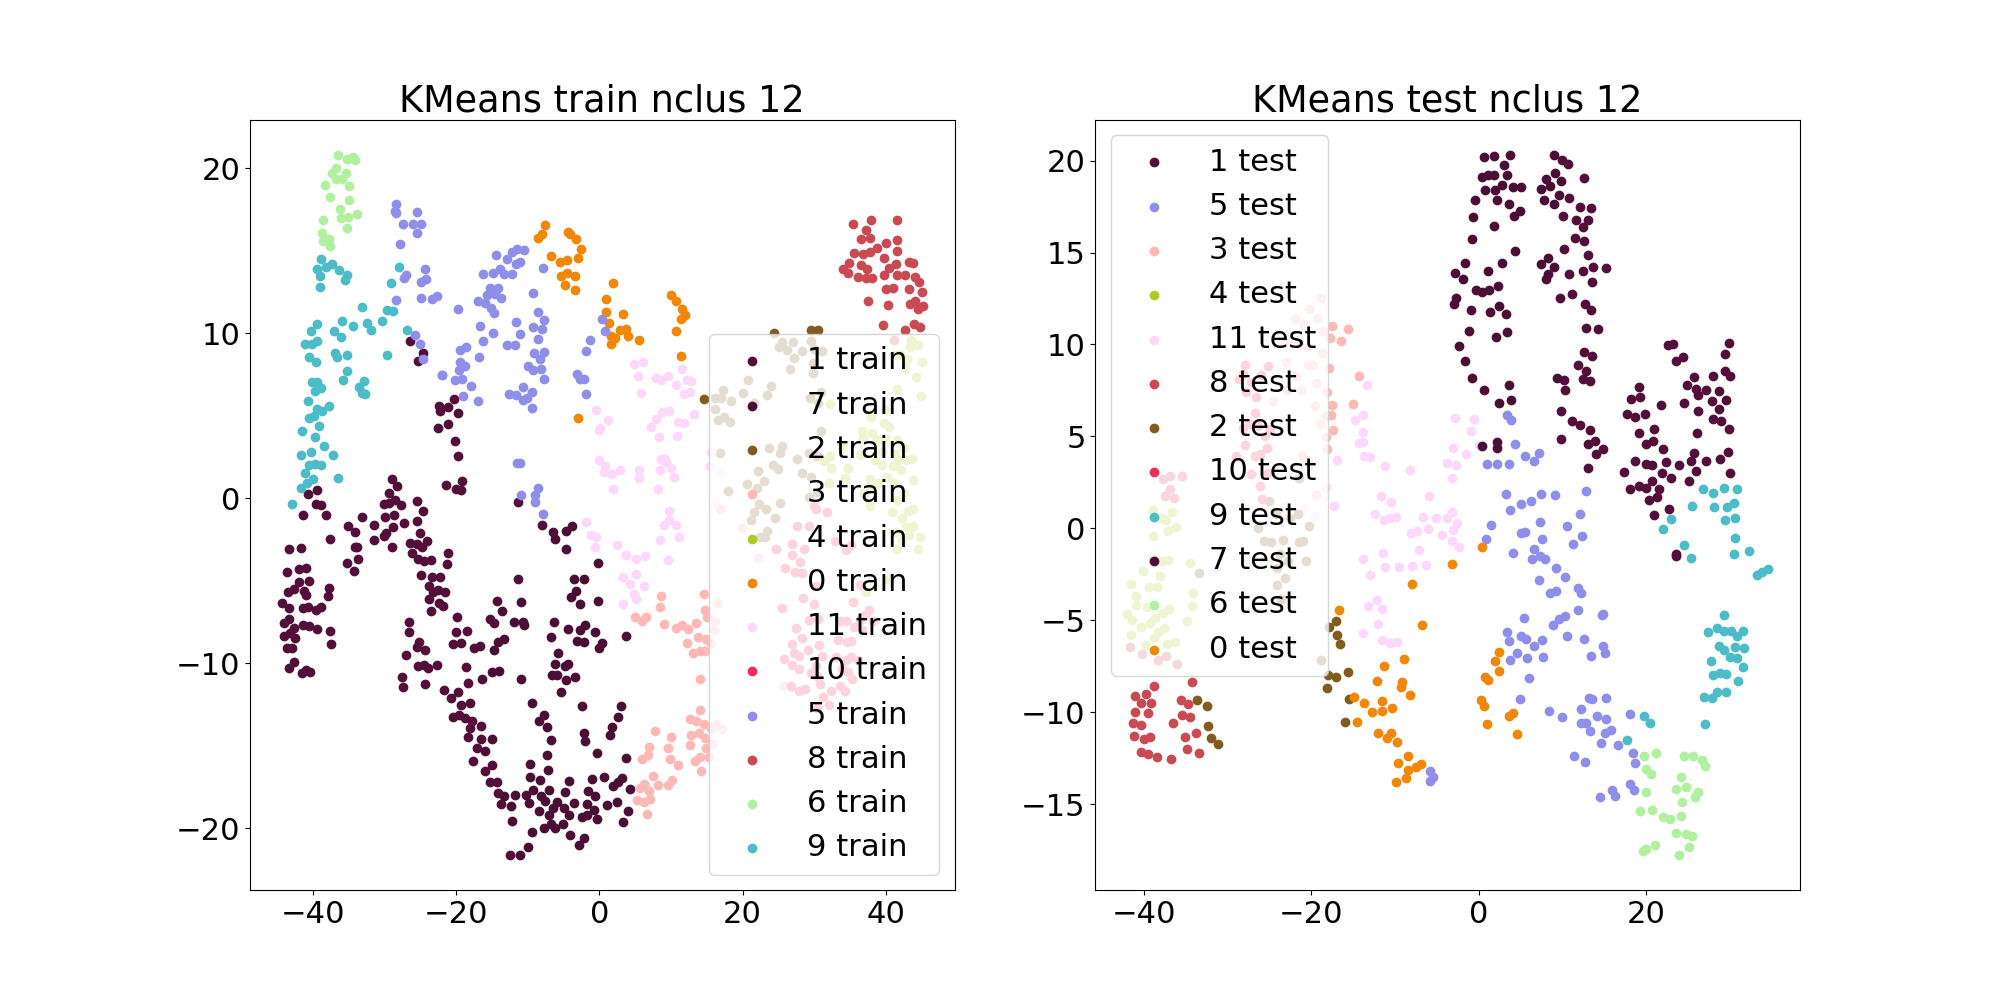 KMeans train nclus 12
20
10
0
−10
−20
−40
−20
0
20
40
1 train
7 train
2 train
3 train
4 train
0 train
11 train
10 train
5 train
8 train
6 train
9 train
KMeans test nclus 12
20
15
10
5
0
−5
−10
−15
−40
−20
0
20
1 test
5 test
3 test
4 test
11 test
8 test
2 test
10 test
9 test
7 test
6 test
0 test